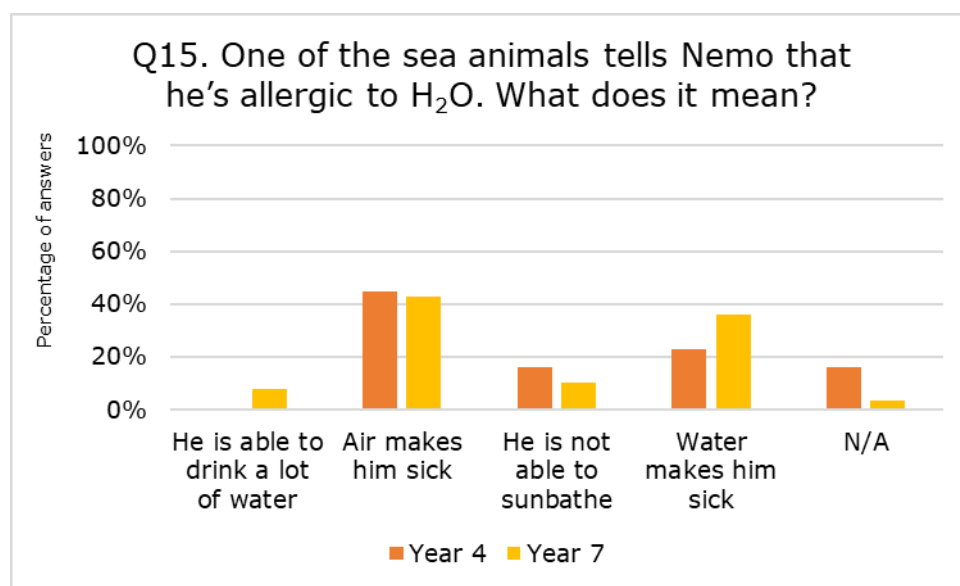 Q15. One of the sea animals tells Nemo that
he's allergic to H₂O. What does it mean?
Percentage of answers
100%
80%
60%
40%
20%
0%
He is able to
drink a lot
of water
Air makes
him sick
He is not
able to
sunbathe
Water
makes him
sick
N/A
Year 4
Year 7